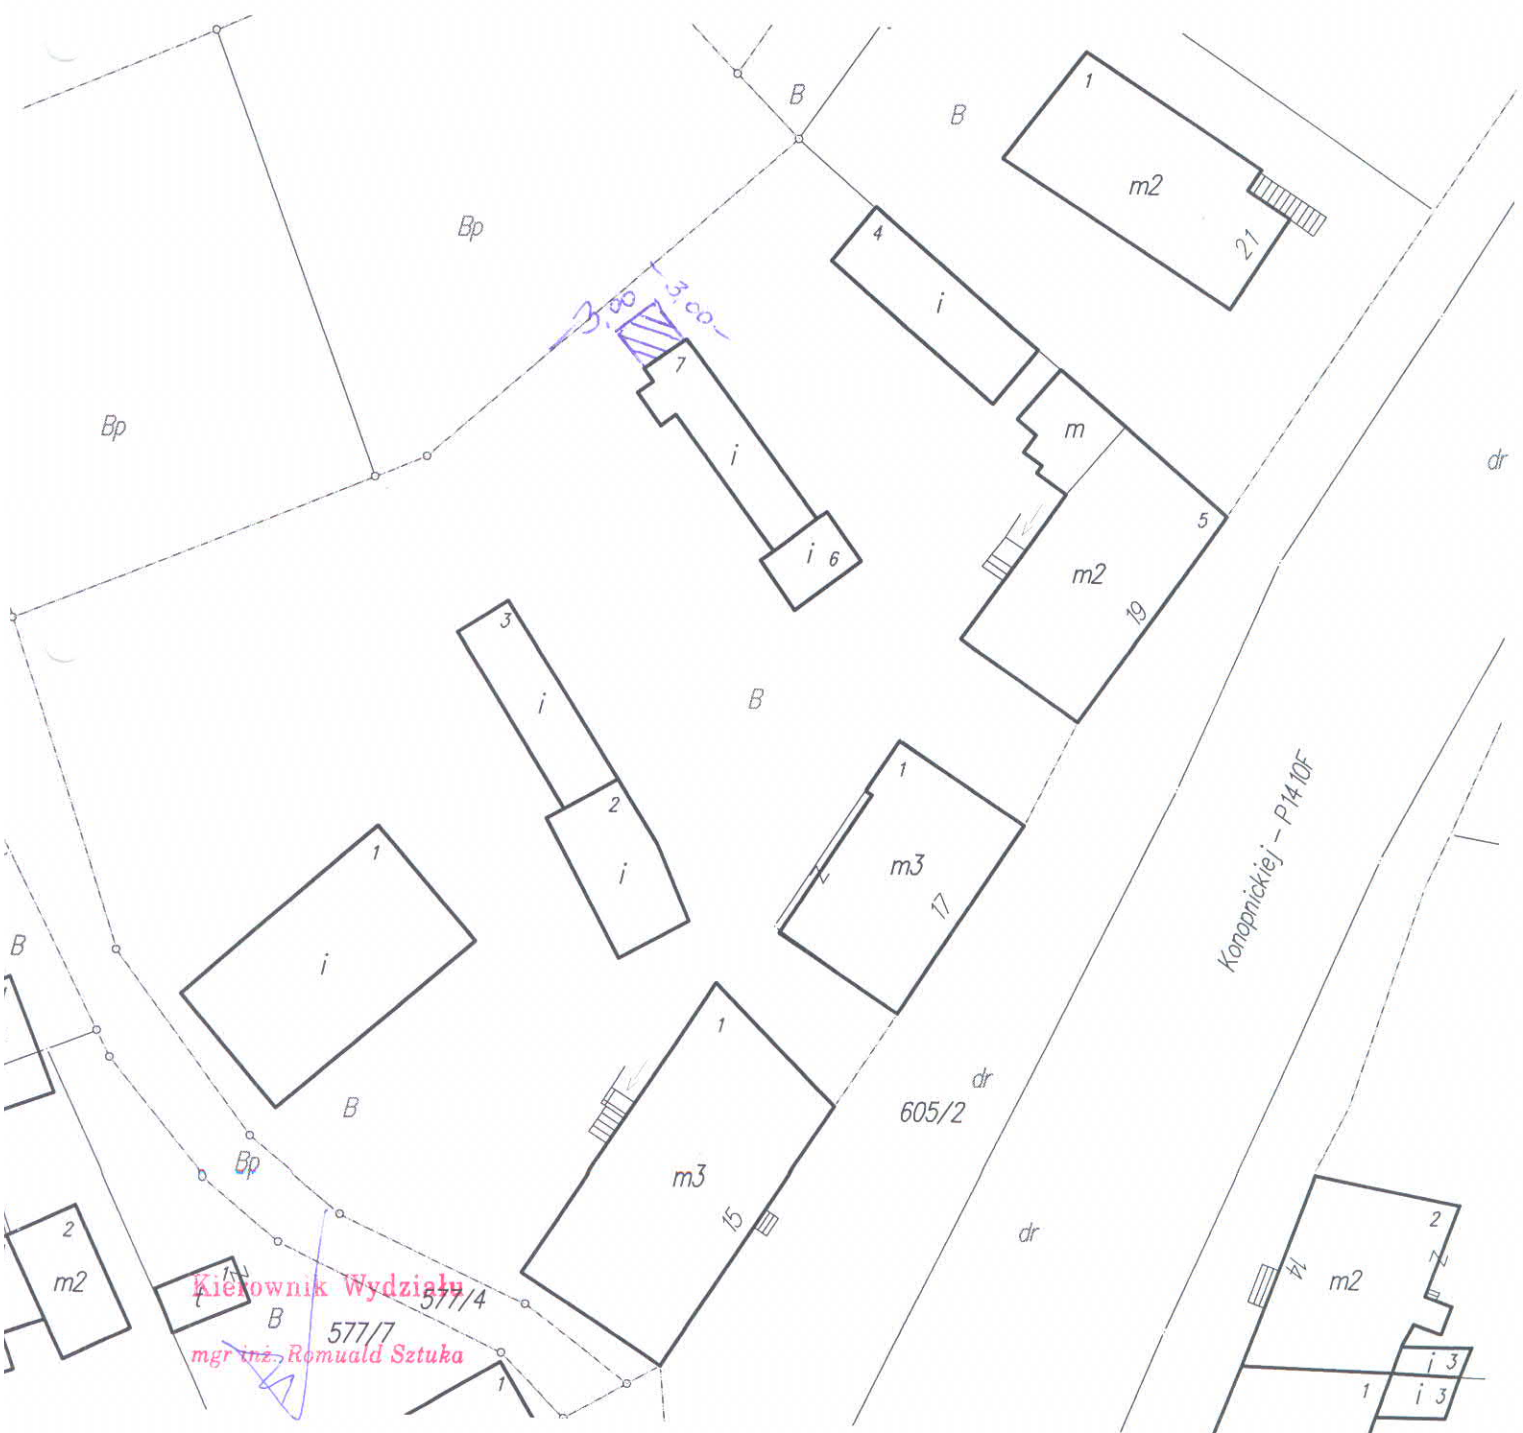 B
B
1
m2
21
Bp
4
i
3,00
3,00
7
Bp
i
m
dr
i 6
5
m2
19
3
i
B
1
2
i
m3
17
Konopnickiej - P1410F
1
i
B
1
B
dr
605/2
Bp
m3
15
dr
2
m2
1
t
B
Kierownik Wydziału
577/4
577/7
mgr inż. Romuald Sztuka
1
2
14
m2
i 3
1
i 3